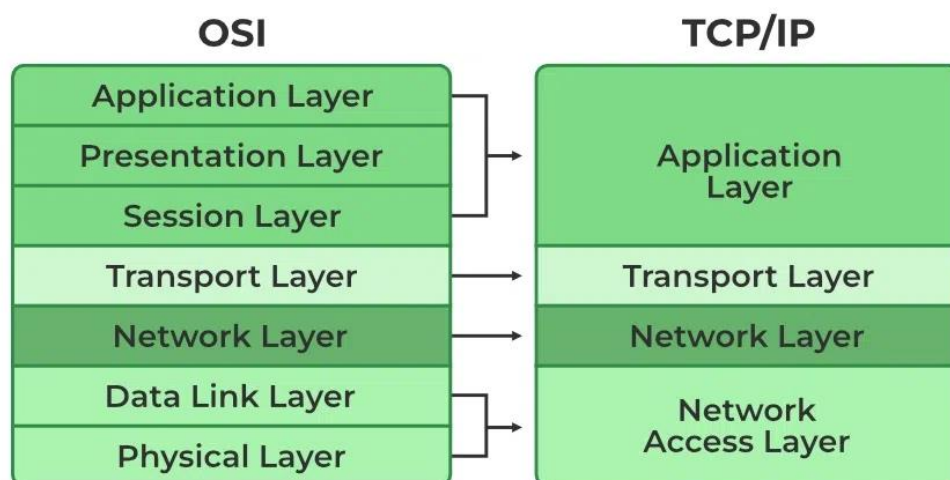 OSI
Application Layer
Presentation Layer
Session Layer
Transport Layer
Network Layer
Data Link Layer
Physical Layer
TCP/IP
Application
Layer
Transport Layer
Network Layer
Network
Access Layer